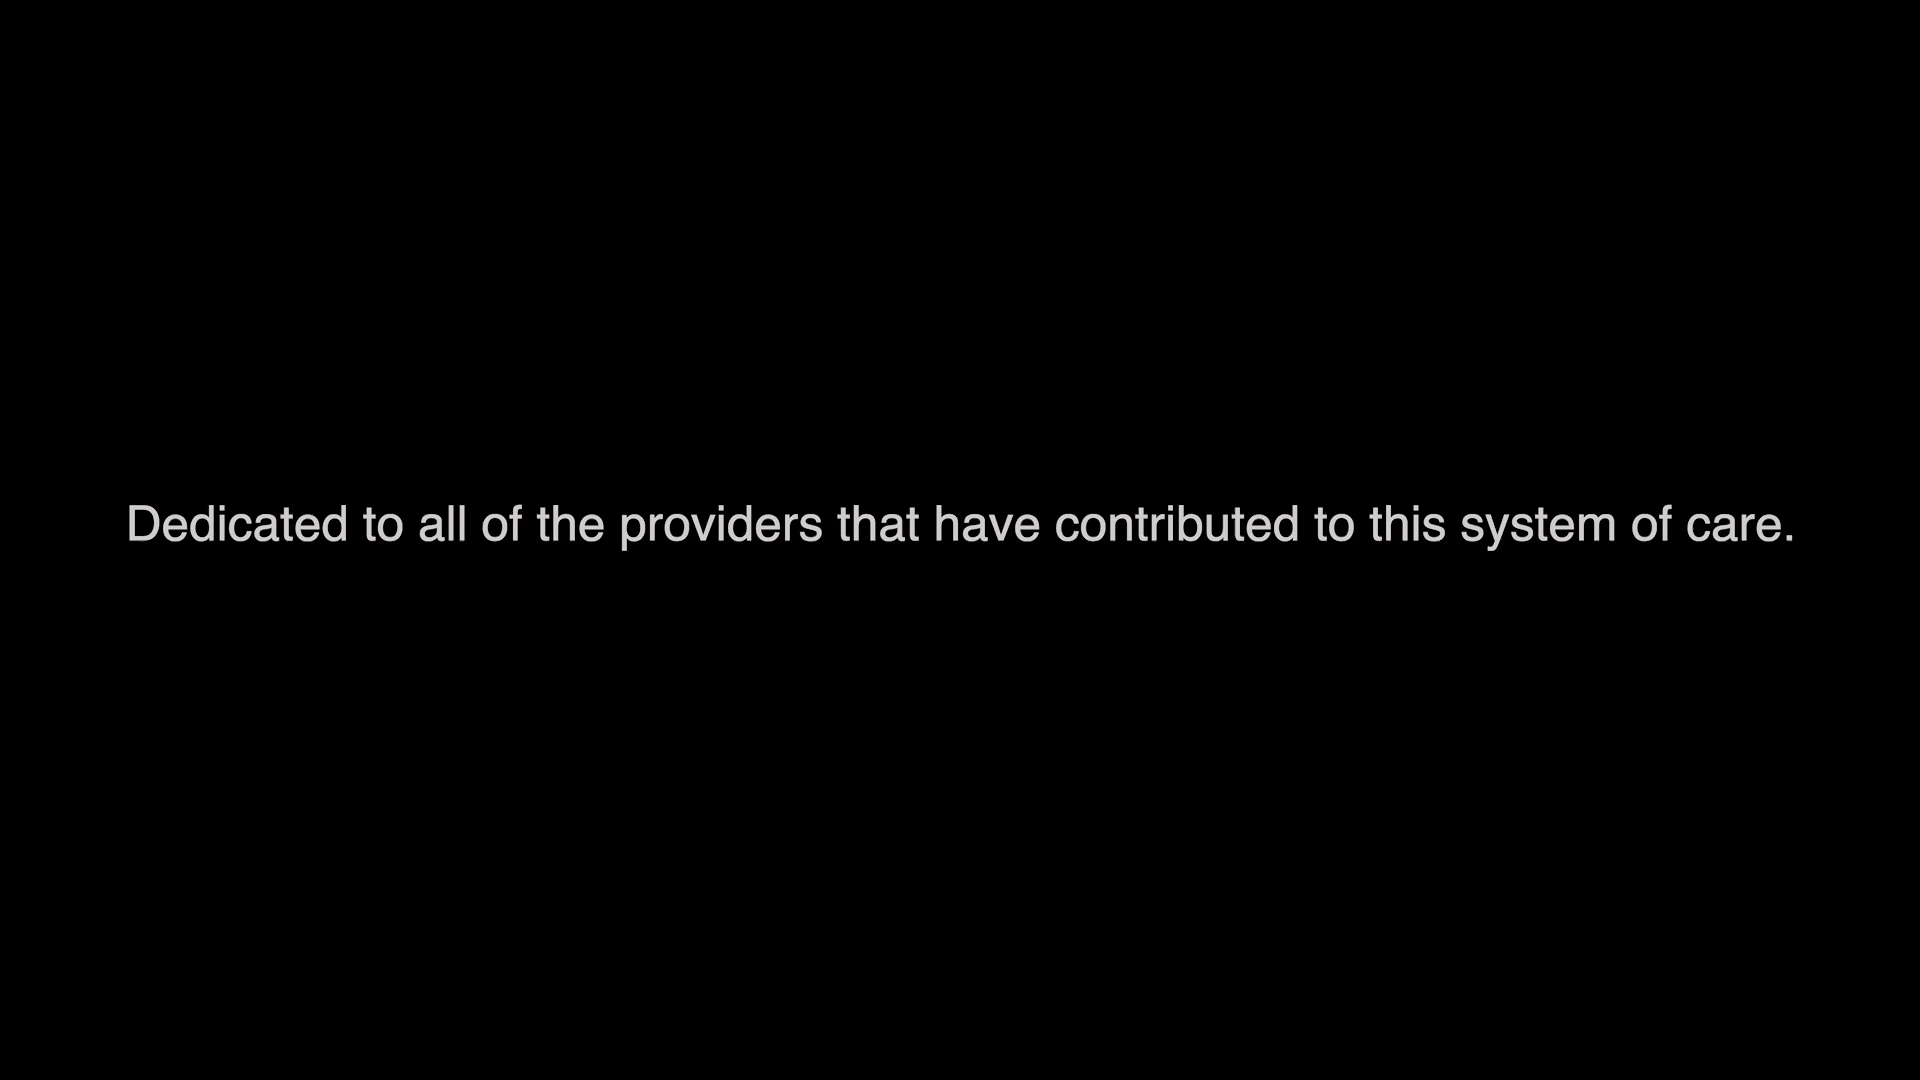 Dedicated to all of the providers that have contributed to this system of care.